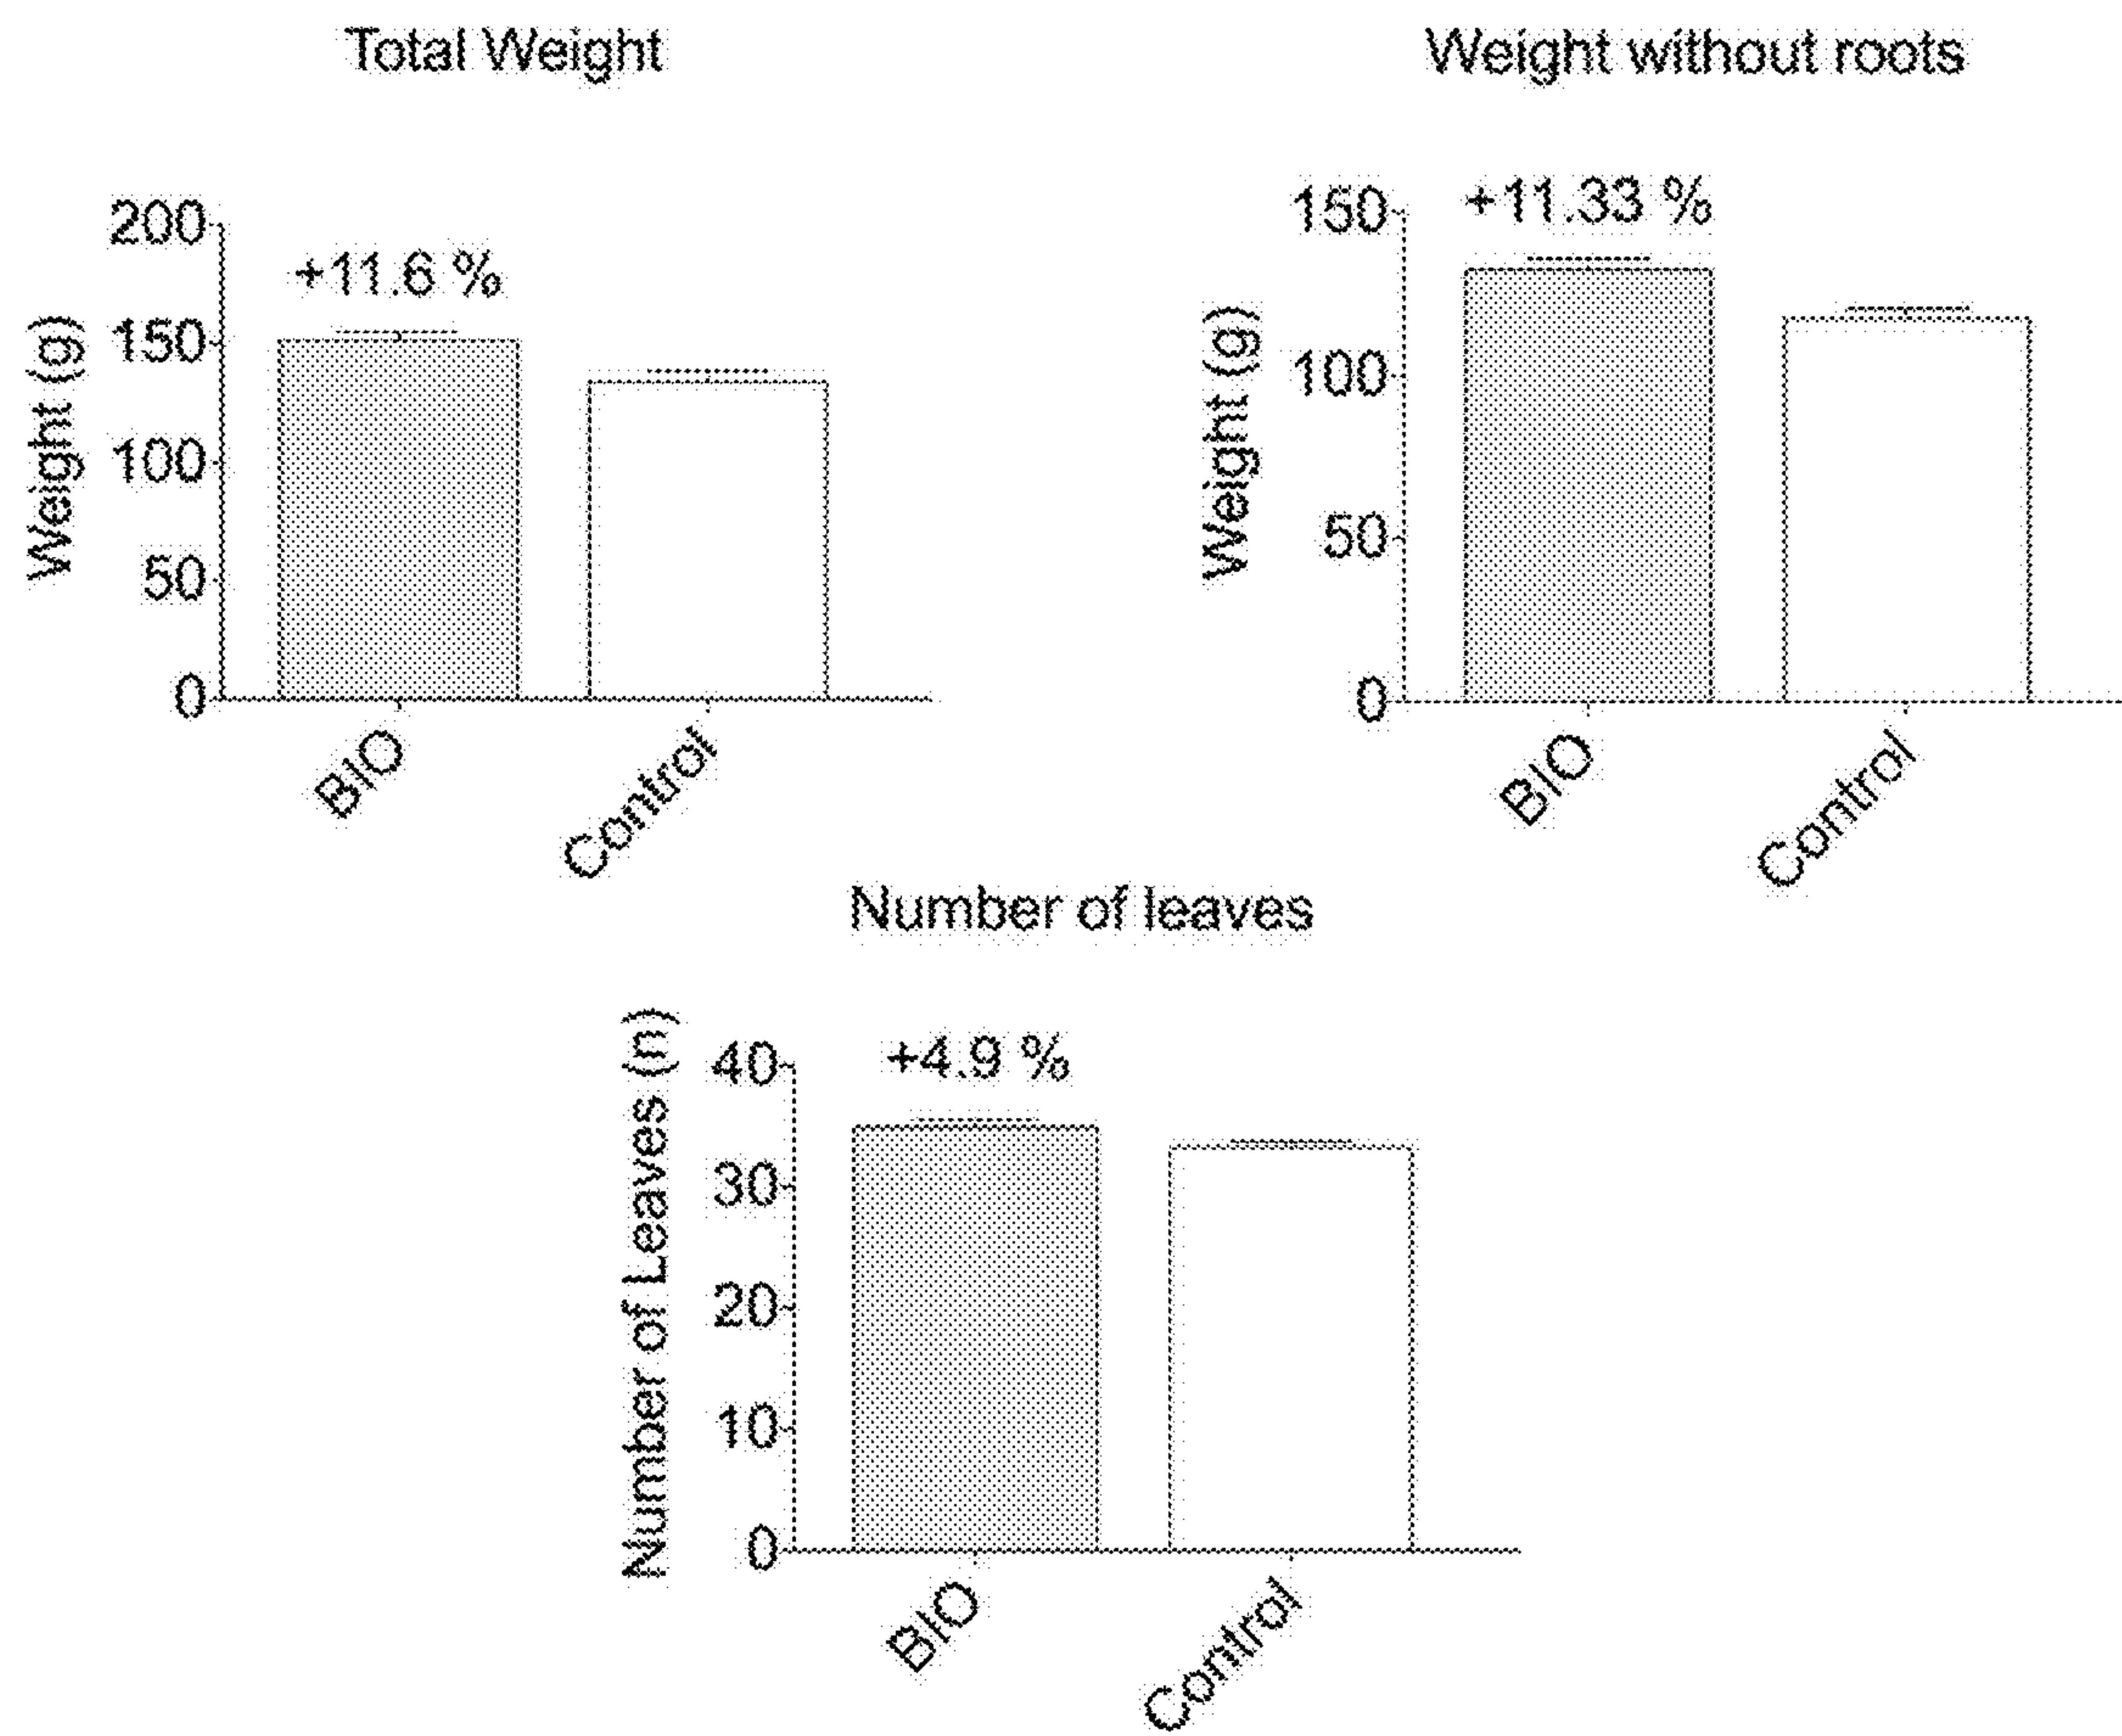 Total Weight
Weight (g)
200
150
100
50
0
+11.6 %
BIO
Control
Weight without roots
Weight (g)
150
100
50
0
+11.33 %
BIO
Control
Number of leaves
Number of Leaves (n)
40
30
20
10
0
+4.9 %
BIO
Control